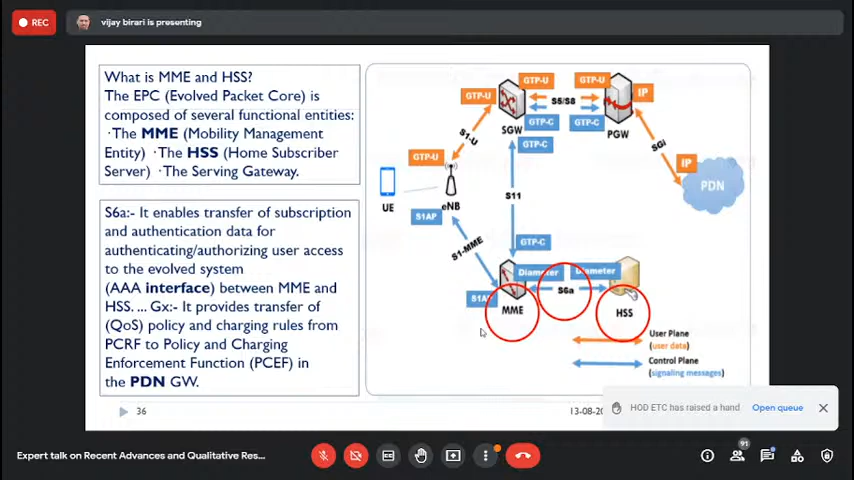 REC
vijay birari is presenting
What is MME and HSS?
The EPC (Evolved Packet Core) is
composed of several functional entities:
·The MME (Mobility Management
Entity) ·The HSS (Home Subscriber
Server) ·The Serving Gateway.
S6a:- It enables transfer of subscription
and authentication data for
authenticating/authorizing user access
to the evolved system
(AAA interface) between MME and
HSS. ... Gx:- It provides transfer of
(QoS) policy and charging rules from
PCRF to Policy and Charging
Enforcement Function (PCEF) in
the PDN GW.
GTP-U
GTP-U
GTP-U
IP
S5/S8
GTP-C
GTP-C
SGW
PGW
GTP-C
S1-U
SGi
GTP-U
IP
PDN
UE
eNB
S11
S1AP
S1-MME
GTP-C
Diameter
Diameter
S6a
S1AP
MME
HSS
User Plane
(user data)
Control Plane
(signaling messages)
36
13-08-20
HOD ETC has raised a hand
Open queue
Expert talk on Recent Advances and Qualitative Res...
91